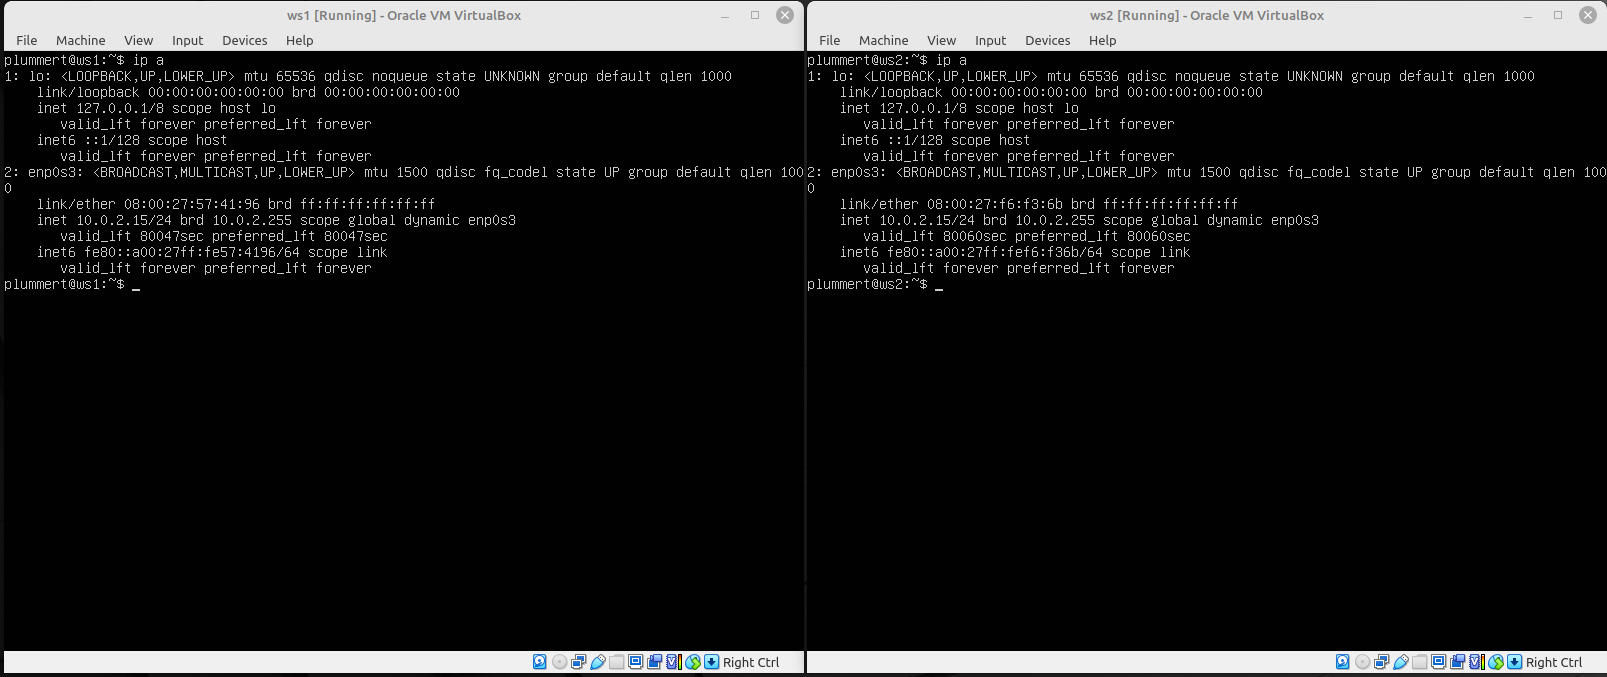 ws1 [Running] - Oracle VM VirtualBox
File Machine View Input Devices Help
plummert@ws1:~$ ip a
1: lo: <LOOPBACK,UP,LOWER_UP> mtu 65536 qdisc noqueue state UNKNOWN group default qlen 1000
    link/loopback 00:00:00:00:00:00 brd 00:00:00:00:00:00
    inet 127.0.0.1/8 scope host lo
       valid_lft forever preferred_lft forever
    inet6 ::1/128 scope host
       valid_lft forever preferred_lft forever
2: enp0s3: <BROADCAST,MULTICAST,UP,LOWER_UP> mtu 1500 qdisc fq_codel state UP group default qlen 100
0
    link/ether 08:00:27:57:41:96 brd ff:ff:ff:ff:ff:ff
    inet 10.0.2.15/24 brd 10.0.2.255 scope global dynamic enp0s3
       valid_lft 80047sec preferred_lft 80047sec
    inet6 fe80::a00:27ff:fe57:4196/64 scope link
       valid_lft forever preferred_lft forever
plummert@ws1:~$ _
Right Ctrl
ws2 [Running] - Oracle VM VirtualBox
File Machine View Input Devices Help
plummert@ws2:~$ ip a
1: lo: <LOOPBACK,UP,LOWER_UP> mtu 65536 qdisc noqueue state UNKNOWN group default qlen 1000
    link/loopback 00:00:00:00:00:00 brd 00:00:00:00:00:00
    inet 127.0.0.1/8 scope host lo
       valid_lft forever preferred_lft forever
    inet6 ::1/128 scope host
       valid_lft forever preferred_lft forever
2: enp0s3: <BROADCAST,MULTICAST,UP,LOWER_UP> mtu 1500 qdisc fq_codel state UP group default qlen 100
0
    link/ether 08:00:27:f6:f3:6b brd ff:ff:ff:ff:ff:ff
    inet 10.0.2.15/24 brd 10.0.2.255 scope global dynamic enp0s3
       valid_lft 80060sec preferred_lft 80060sec
    inet6 fe80::a00:27ff:fef6:f36b/64 scope link
       valid_lft forever preferred_lft forever
plummert@ws2:~$ _
Right Ctrl